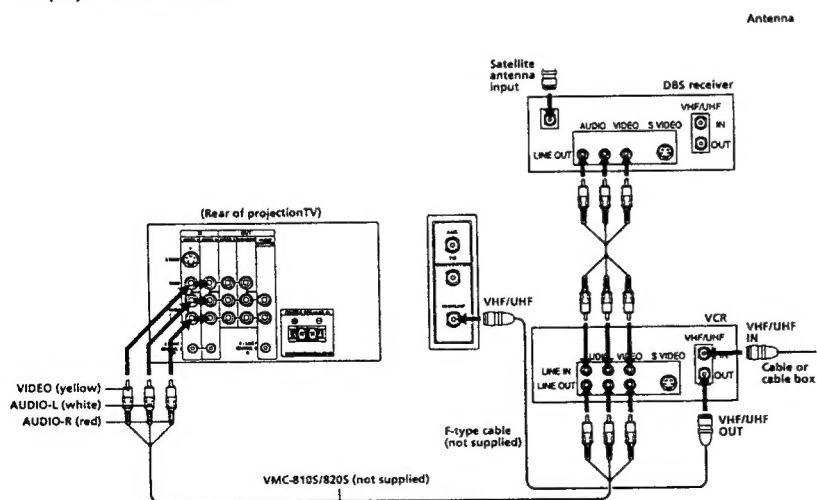 Antenna
Satellite
antenna
input
DBS receiver
VHF/UHF
IN
OUT
AUDIO VIDEO S VIDEO
LINE OUT
(Rear of projectionTV)
OUT
VHF/UHF
VCR
VHF/UHF
OUT
AUDIO VIDEO S VIDEO
LINE IN
LINE OUT
VHF/UHF
IN
Cable or
cable box
VHF/UHF
OUT
VIDEO (yellow)
AUDIO-L (white)
AUDIO-R (red)
F-type cable
(not supplied)
VMC-810S/820S (not supplied)